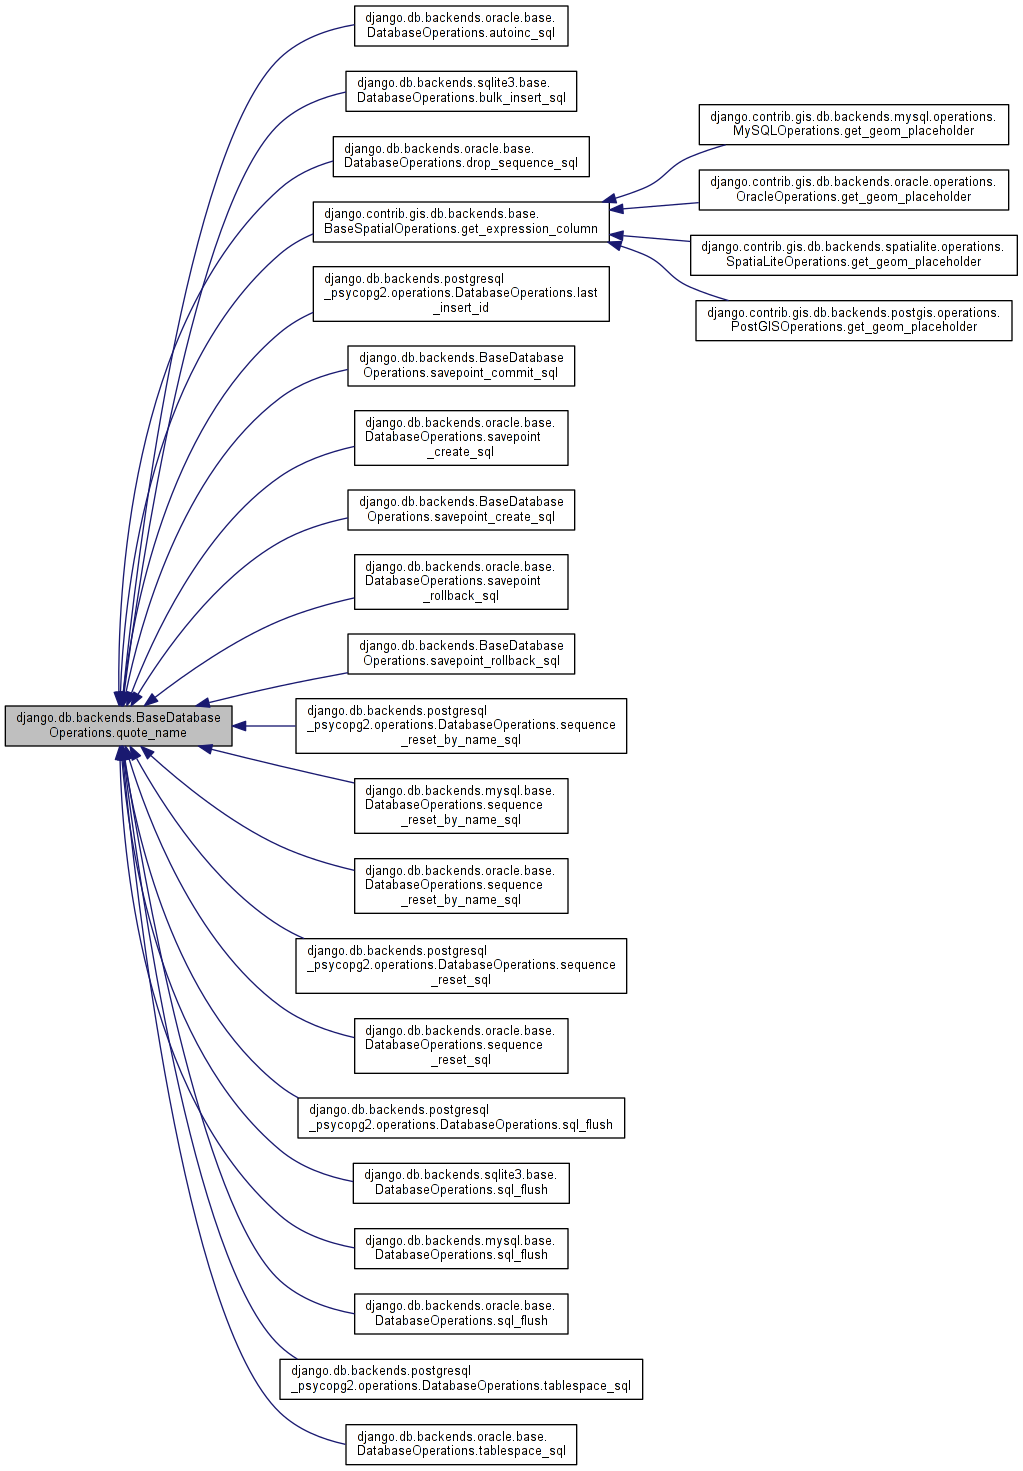 django.db.backends.oracle.base.
DatabaseOperations.autoinc_sql
django.db.backends.sqlite3.base.
DatabaseOperations.bulk_insert_sql
django.db.backends.oracle.base.
DatabaseOperations.drop_sequence_sql
django.contrib.gis.db.backends.base.
BaseSpatialOperations.get_expression_column
django.contrib.gis.db.backends.mysql.operations.
MySQLOperations.get_geom_placeholder
django.contrib.gis.db.backends.oracle.operations.
OracleOperations.get_geom_placeholder
django.contrib.gis.db.backends.spatialite.operations.
SpatiaLiteOperations.get_geom_placeholder
django.contrib.gis.db.backends.postgis.operations.
PostGISOperations.get_geom_placeholder
django.db.backends.postgresql
_psycopg2.operations.DatabaseOperations.last
_insert_id
django.db.backends.BaseDatabase
Operations.savepoint_commit_sql
django.db.backends.oracle.base.
DatabaseOperations.savepoint
_create_sql
django.db.backends.BaseDatabase
Operations.savepoint_create_sql
django.db.backends.oracle.base.
DatabaseOperations.savepoint
_rollback_sql
django.db.backends.BaseDatabase
Operations.savepoint_rollback_sql
django.db.backends.BaseDatabase
Operations.quote_name
django.db.backends.postgresql
_psycopg2.operations.DatabaseOperations.sequence
_reset_by_name_sql
django.db.backends.mysql.base.
DatabaseOperations.sequence
_reset_by_name_sql
django.db.backends.oracle.base.
DatabaseOperations.sequence
_reset_by_name_sql
django.db.backends.postgresql
_psycopg2.operations.DatabaseOperations.sequence
_reset_sql
django.db.backends.oracle.base.
DatabaseOperations.sequence
_reset_sql
django.db.backends.postgresql
_psycopg2.operations.DatabaseOperations.sql_flush
django.db.backends.sqlite3.base.
DatabaseOperations.sql_flush
django.db.backends.mysql.base.
DatabaseOperations.sql_flush
django.db.backends.oracle.base.
DatabaseOperations.sql_flush
django.db.backends.postgresql
_psycopg2.operations.DatabaseOperations.tablespace_sql
django.db.backends.oracle.base.
DatabaseOperations.tablespace_sql